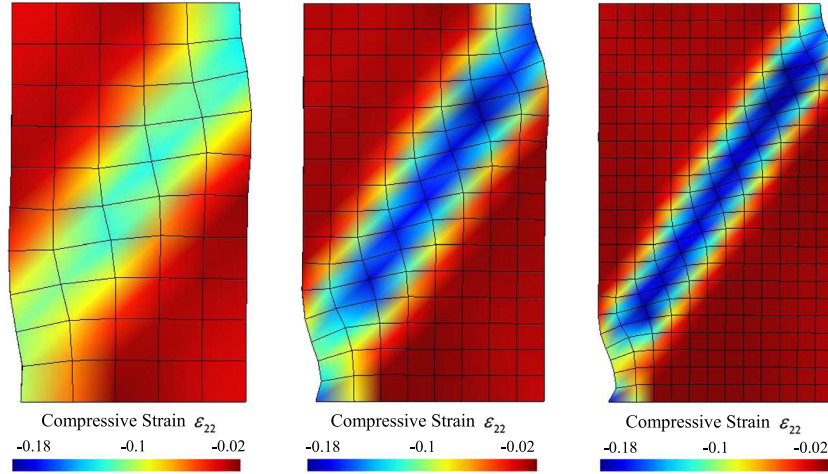 Compressive Strain ε₂₂ Compressive Strain ε₂₂ Compressive Strain ε₂₂
-0.18 -0.1 -0.02 -0.18 -0.1 -0.02 -0.18 -0.1 -0.02